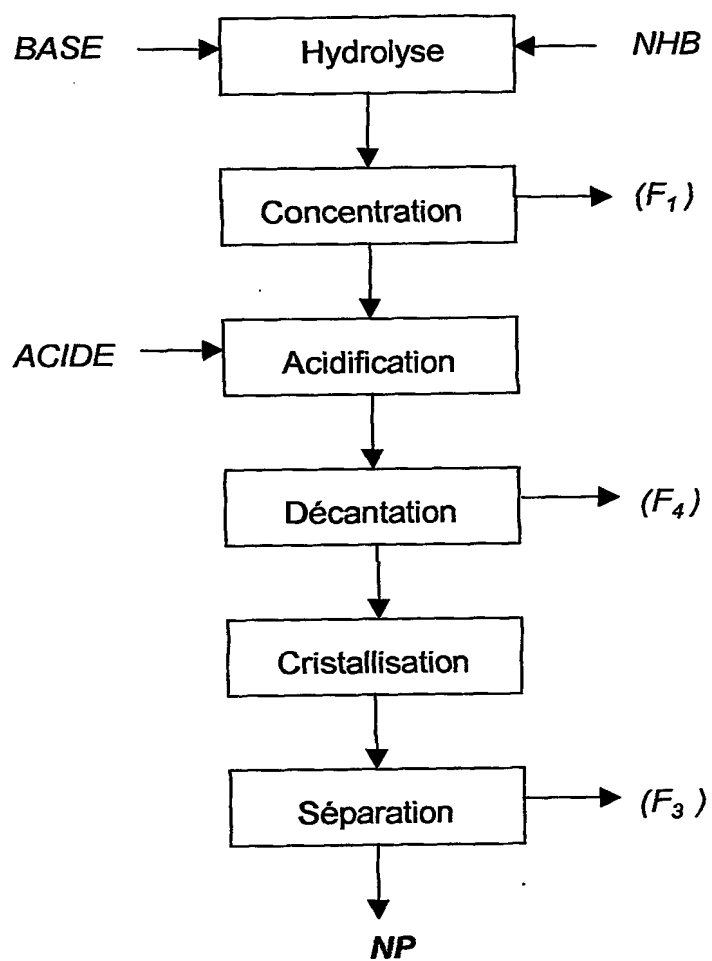 BASE Hydrolyse NHB
Concentration (F1)
ACIDE Acidification
Décantation (F4)
Cristallisation
Séparation (F3)
NP